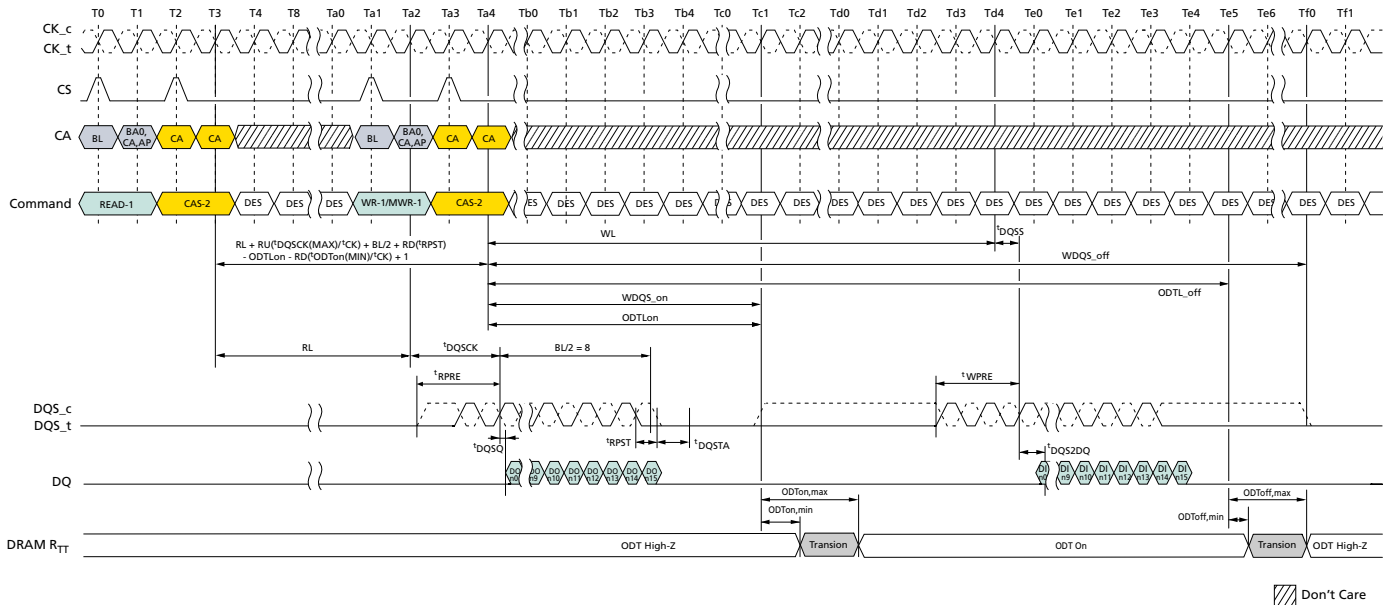 T0 T1 T2 T3 T4 T8 Ta0 Ta1 Ta2 Ta3 Ta4 Tb0 Tb1 Tb2 Tb3 Tb4 Tc0 Tc1 Tc2 Td0 Td1 Td2 Td3 Td4 Te0 Te1 Te2 Te3 Te4 Te5 Te6 Tf0 Tf1
CK_c
CK_t
CS
CA BL BA0, CA,AP CA CA BL BA0, CA,AP CA CA
Command READ-1 CAS-2 DES DES DES WR-1/MWR-1 CAS-2 DES DES DES DES DES DES DES DES DES DES DES DES DES DES DES DES DES DES DES DES DES DES
WL tDQSS
RL + RU(tDQSCK(MAX)/tCK) + BL/2 + RD(tRPST)
- ODTLon - RD(tODTon(MIN)/tCK) + 1
WDQS_off
ODTL_off
WDQS_on
ODTLon
RL tDQSCK BL/2 = 8
tRPRE tWPRE
DQS_c
DQS_t
tDQSQ tRPST tDQSTA tDQS2DQ
DQ DO n0 DO n9 DO n10 DO n11 DO n12 DO n13 DO n14 DO n15 DI n0 DI n9 DI n10 DI n11 DI n12 DI n13 DI n14 DI n15
ODTon,max ODToff,max
ODTon,min ODToff,min
DRAM RTT ODT High-Z Transion ODT On Transion ODT High-Z
Don't Care